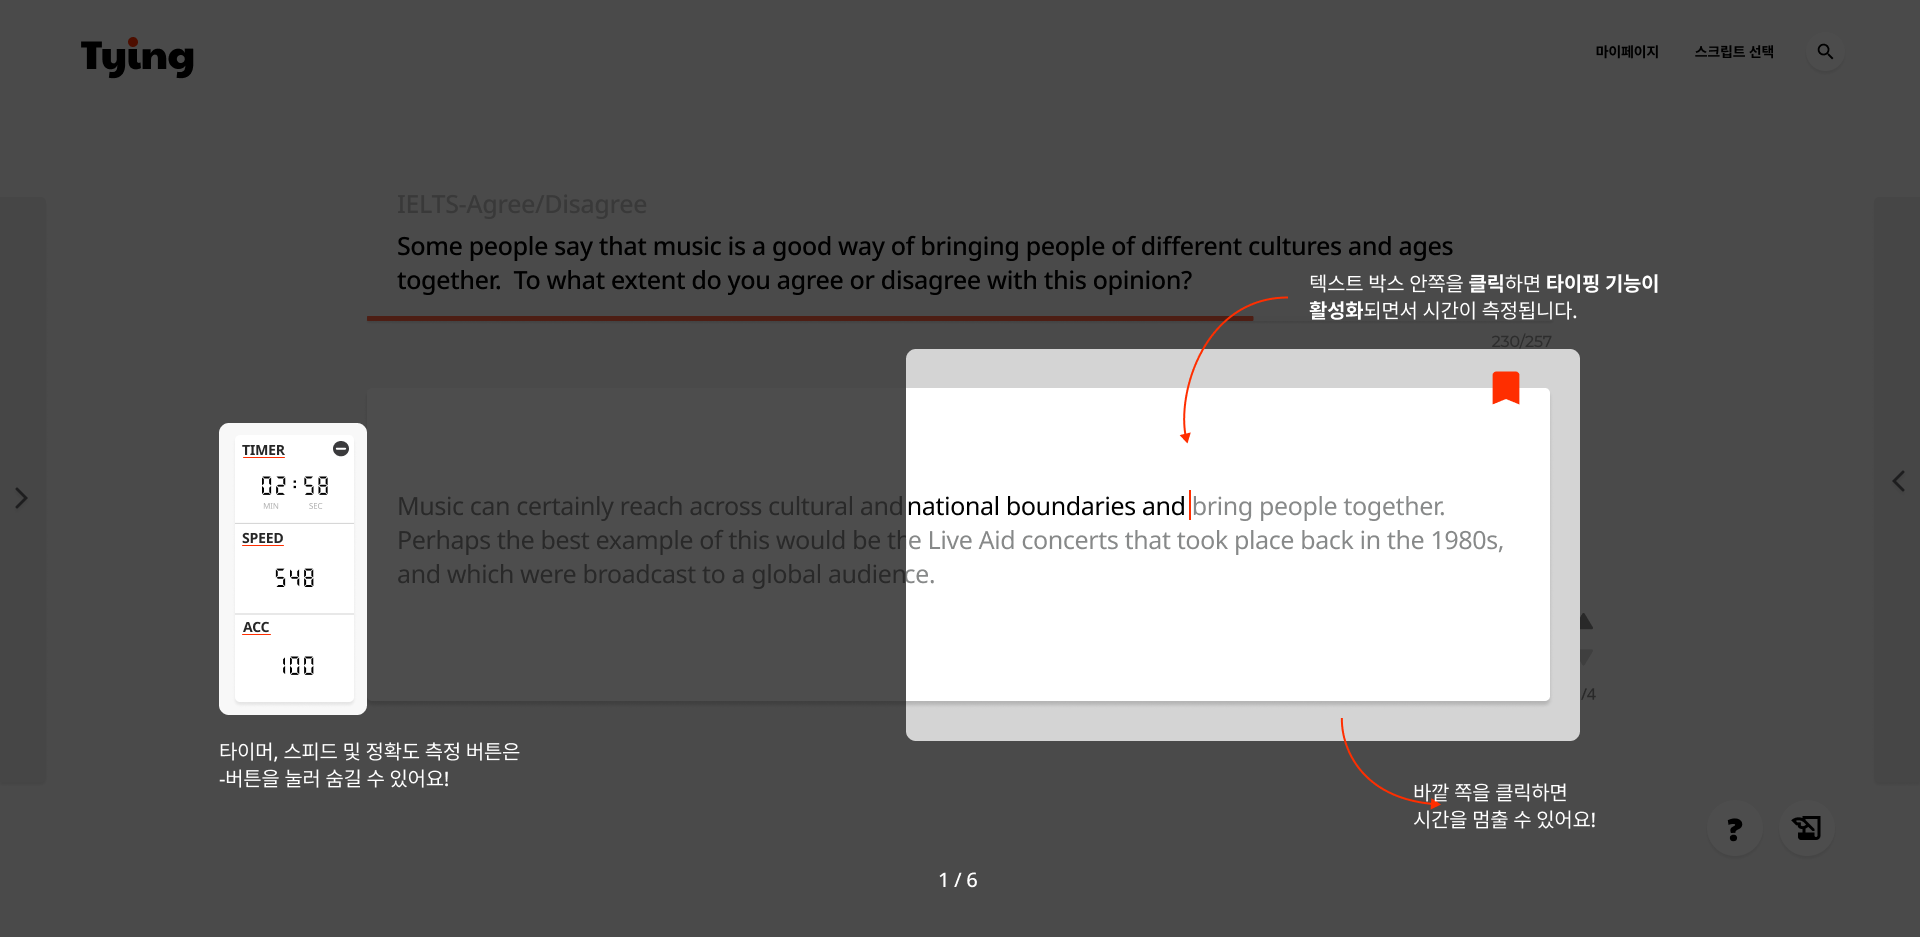 Tying
마이페이지
스크립트 선택
IELTS-Agree/Disagree
Some people say that music is a good way of bringing people of different cultures and ages
together. To what extent do you agree or disagree with this opinion?
텍스트 박스 안쪽을 클릭하면 타이핑 기능이
활성화되면서 시간이 측정됩니다.
230/257
TIMER
02:58
MIN SEC
SPEED
548
ACC
100
Music can certainly reach across cultural and national boundaries and bring people together.
Perhaps the best example of this would be the Live Aid concerts that took place back in the 1980s,
and which were broadcast to a global audience.
/4
타이머, 스피드 및 정확도 측정 버튼은
-버튼을 눌러 숨길 수 있어요!
바깥 쪽을 클릭하면
시간을 멈출 수 있어요!
?
1 / 6